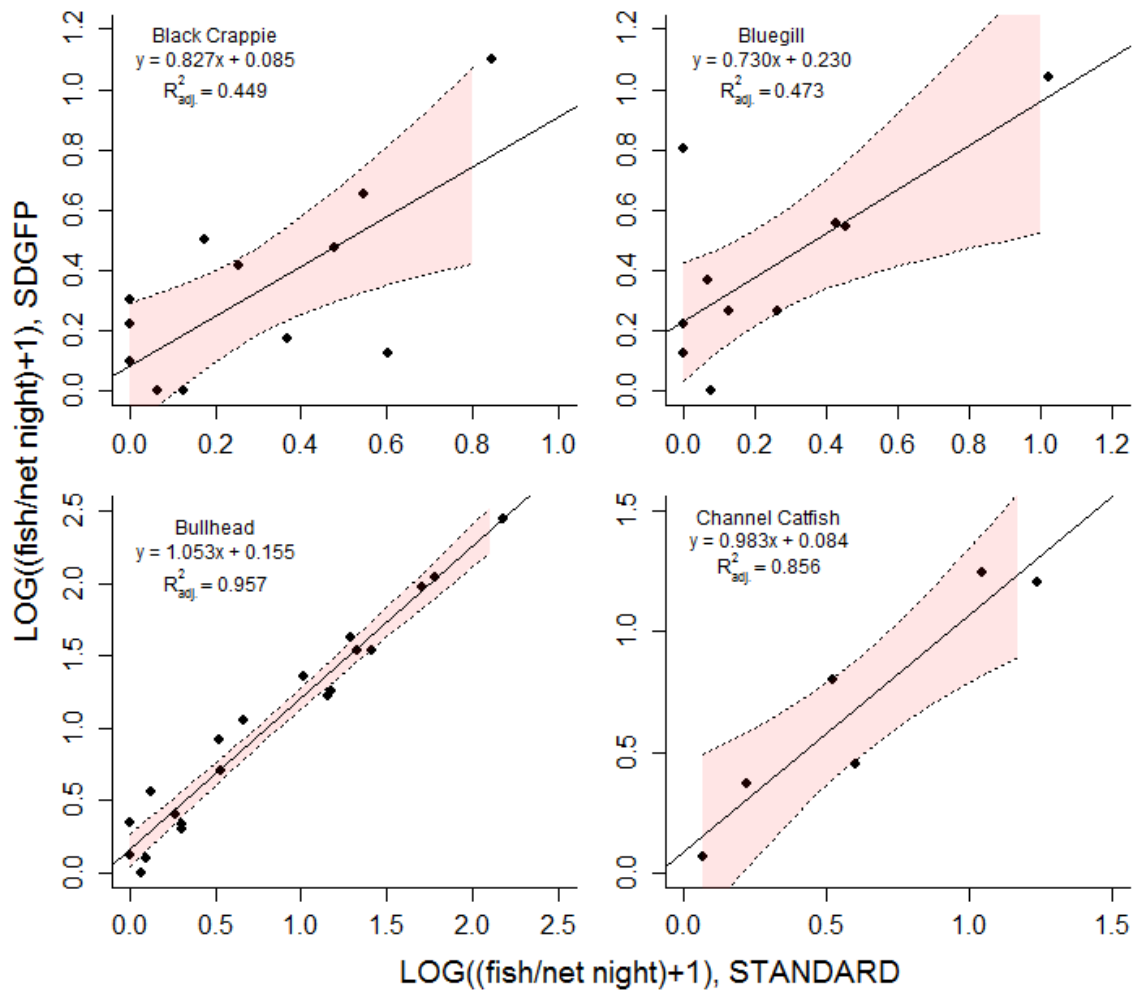 LOG((fish/net night)+1), SDGFP
Black Crappie
y = 0.827x + 0.085
R²adj. = 0.449
0.0 0.2 0.4 0.6 0.8 1.0 1.2
0.0 0.2 0.4 0.6 0.8 1.0
Bluegill
y = 0.730x + 0.230
R²adj. = 0.473
0.0 0.2 0.4 0.6 0.8 1.0 1.2
0.0 0.2 0.4 0.6 0.8 1.0 1.2
Bullhead
y = 1.053x + 0.155
R²adj. = 0.957
0.0 0.5 1.0 1.5 2.0 2.5
0.0 0.5 1.0 1.5 2.0 2.5
Channel Catfish
y = 0.983x + 0.084
R²adj. = 0.856
0.0 0.5 1.0 1.5
0.0 0.5 1.0 1.5
LOG((fish/net night)+1), STANDARD